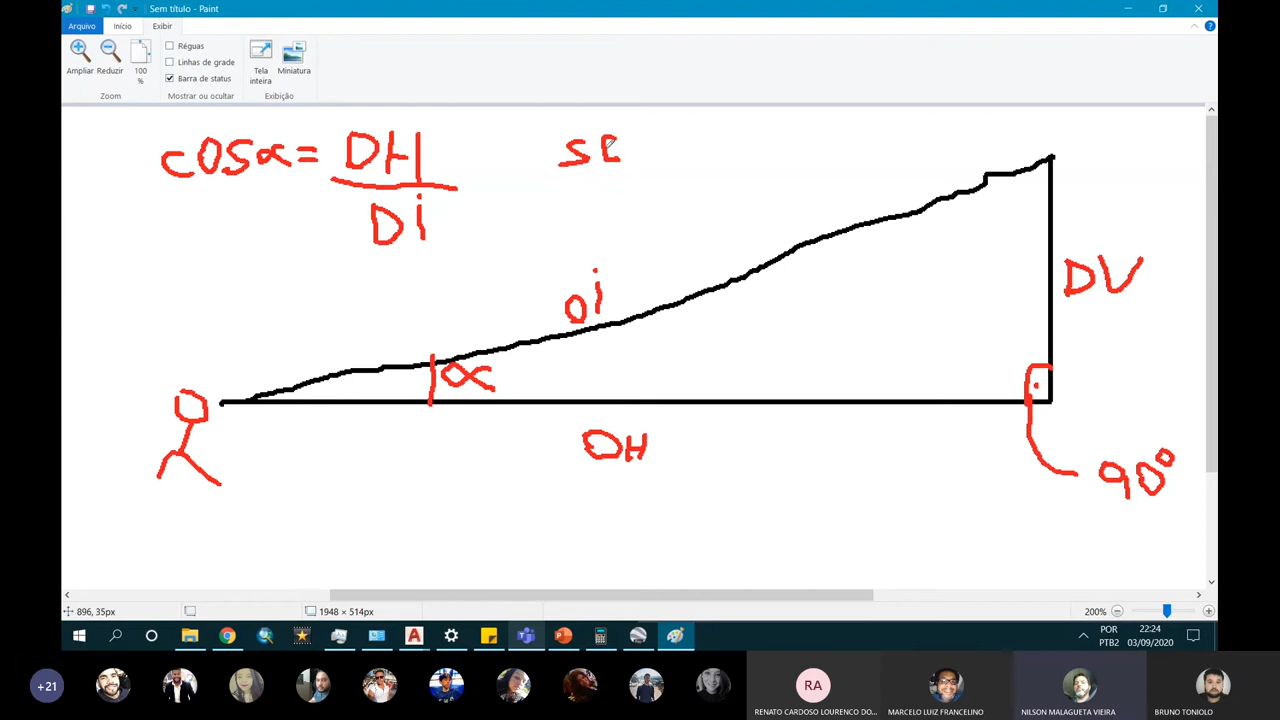 Sem título - Paint
Arquivo Início Exibir
Réguas
Linhas de grade
Barra de status
Ampliar Reduzir 100 %
Tela inteira
Miniatura
Zoom Mostrar ou ocultar Exibição
cos α = DH
Di
SE
Di
DV
α
DH
90°
896, 35px 1948 × 514px 200%
POR
PTB2
22:24
03/09/2020
+21
RA
RENATO CARDOSO LOURENCO DO...
MARCELO LUIZ FRANCELINO
NILSON MALAGUETA VIEIRA
BRUNO TONIOLO